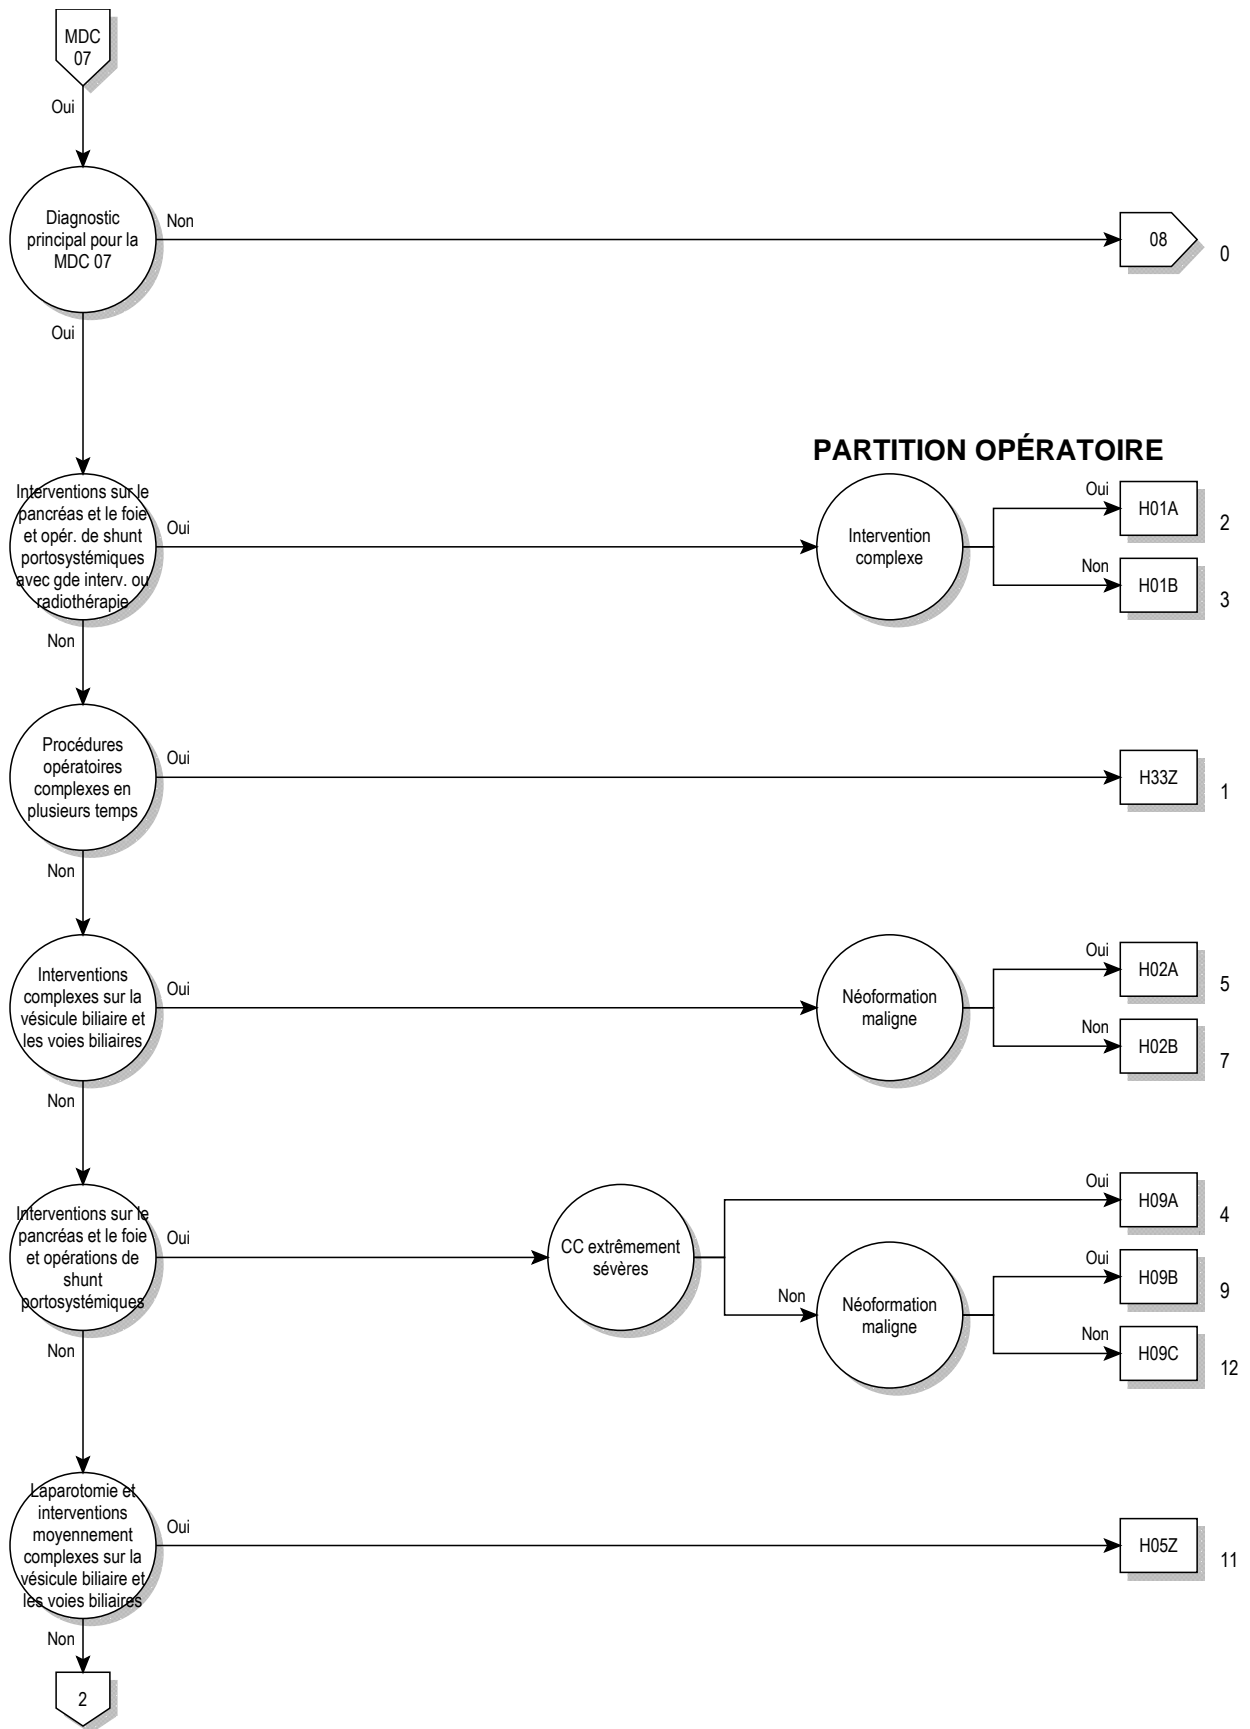 MDC
07
Oui
Diagnostic
principal pour la
MDC 07
Non
08
0
Oui
PARTITION OPÉRATOIRE
Interventions sur le
pancréas et le foie
et opér. de shunt
portosystémiques
avec gde interv. ou
radiothérapie
Oui
Intervention
complexe
Oui
H01A
2
Non
H01B
3
Non
Procédures
opératoires
complexes en
plusieurs temps
Oui
H33Z
1
Non
Interventions
complexes sur la
vésicule biliaire et
les voies biliaires
Oui
Néoformation
maligne
Oui
H02A
5
Non
H02B
7
Non
Interventions sur le
pancréas et le foie
et opérations de
shunt
portosystémiques
Oui
CC extrêmement
sévères
Oui
H09A
4
Non
Néoformation
maligne
Oui
H09B
9
Non
H09C
12
Non
Laparotomie et
interventions
moyennement
complexes sur la
vésicule biliaire et
les voies biliaires
Oui
H05Z
11
Non
2